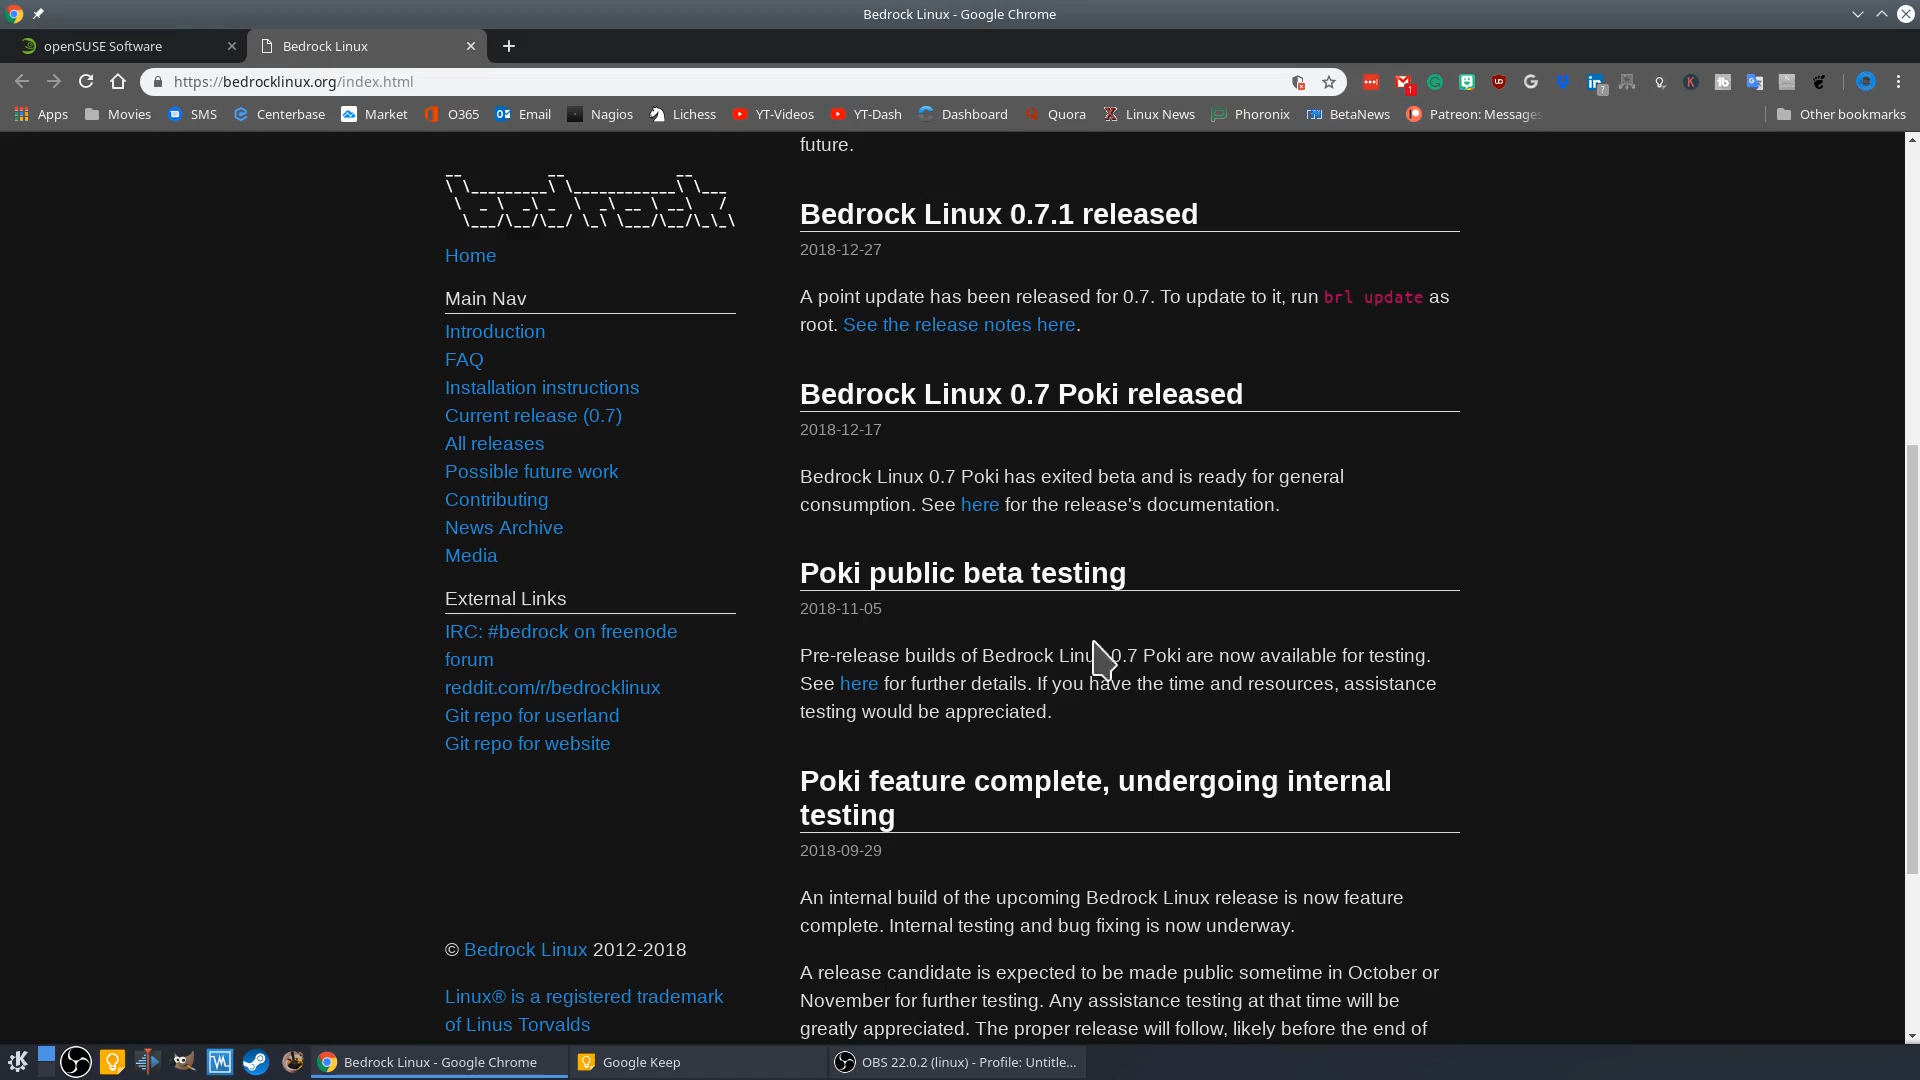 Bedrock Linux - Google Chrome
openSUSE Software
Bedrock Linux
https://bedrocklinux.org/index.html
Apps
Movies
SMS
Centerbase
Market
O365
Email
Nagios
Lichess
YT-Videos
YT-Dash
Dashboard
Quora
Linux News
Phoronix
BetaNews
Patreon: Messages
Other bookmarks
bedrock
Home
Main Nav
Introduction
FAQ
Installation instructions
Current release (0.7)
All releases
Possible future work
Contributing
News Archive
Media
External Links
IRC: #bedrock on freenode
forum
reddit.com/r/bedrocklinux
Git repo for userland
Git repo for website
© Bedrock Linux 2012-2018
Linux® is a registered trademark
of Linus Torvalds
future.
Bedrock Linux 0.7.1 released
2018-12-27
A point update has been released for 0.7. To update to it, run brl update as
root. See the release notes here.
Bedrock Linux 0.7 Poki released
2018-12-17
Bedrock Linux 0.7 Poki has exited beta and is ready for general
consumption. See here for the release's documentation.
Poki public beta testing
2018-11-05
Pre-release builds of Bedrock Linux 0.7 Poki are now available for testing.
See here for further details. If you have the time and resources, assistance
testing would be appreciated.
Poki feature complete, undergoing internal
testing
2018-09-29
An internal build of the upcoming Bedrock Linux release is now feature
complete. Internal testing and bug fixing is now underway.
A release candidate is expected to be made public sometime in October or
November for further testing. Any assistance testing at that time will be
greatly appreciated. The proper release will follow, likely before the end of
Bedrock Linux - Google Chrome
Google Keep
OBS 22.0.2 (linux) - Profile: Untitle...